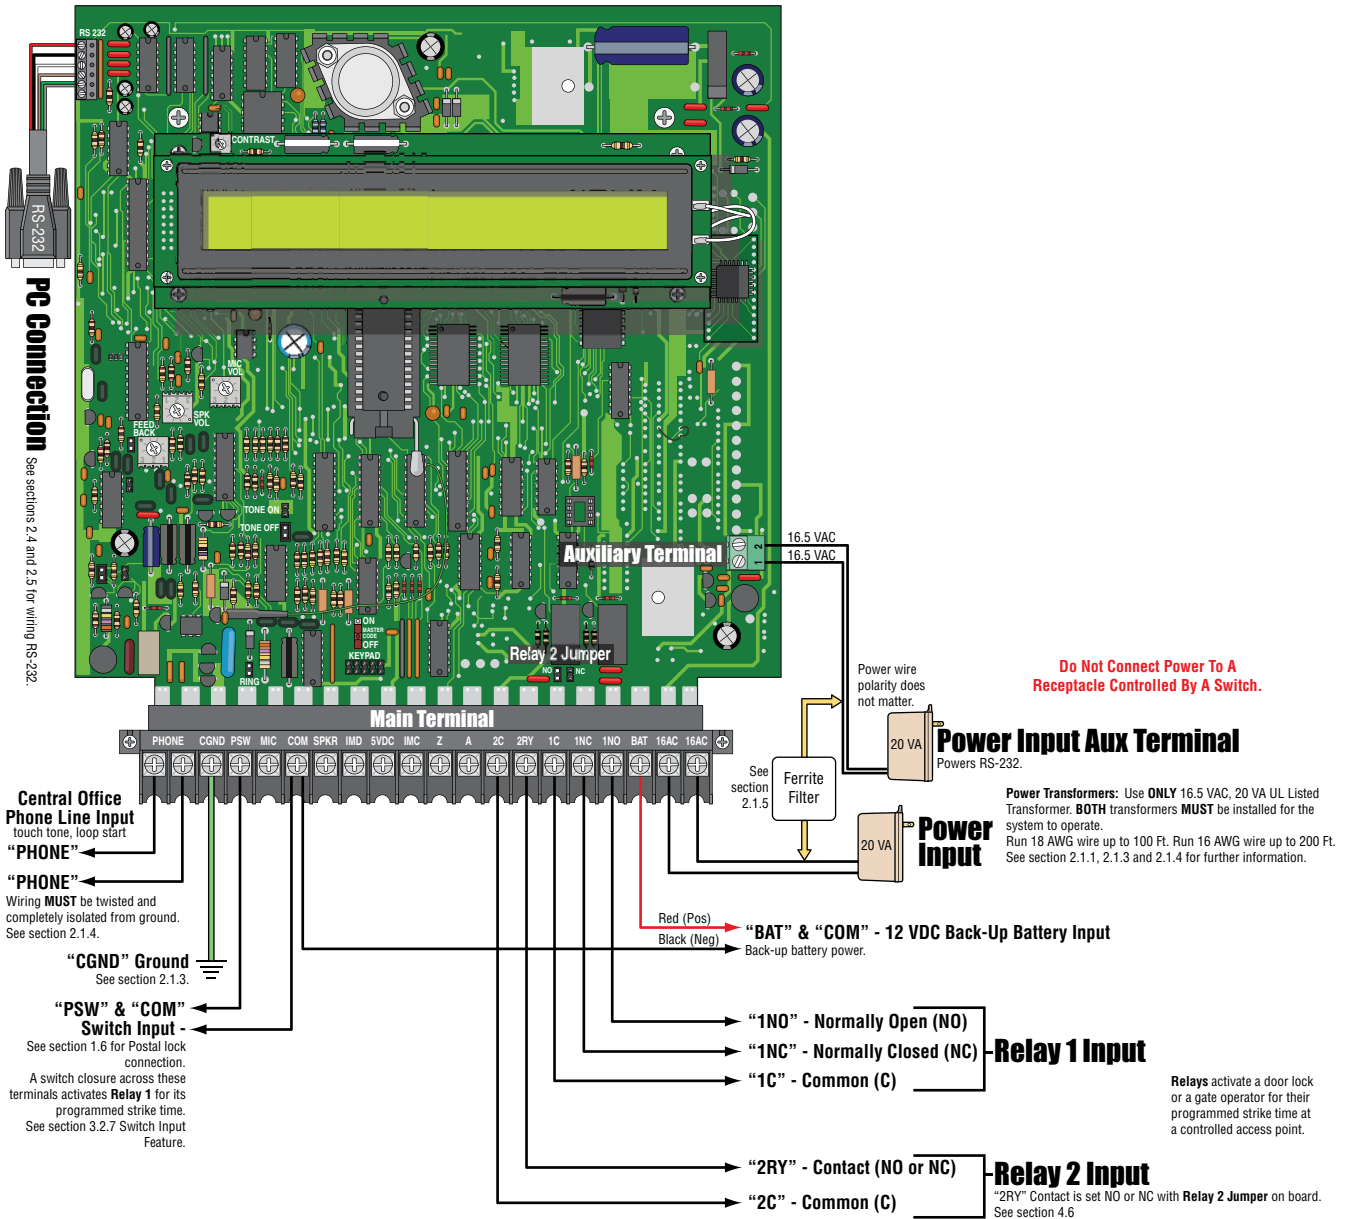 RS 232
CONTRAST
RS-232
PC Connection
See sections 2.4 and 2.5 for wiring RS-232.
MIC
VOL
SPK
VOL
FEED
BACK
TONE ON
TONE OFF
Auxiliary Terminal
2
1
16.5 VAC
16.5 VAC
ON
MASTER
CODE
OFF
KEYPAD
RING
Relay 2 Jumper
NO
NC
Main Terminal
PHONE CGND PSW MIC COM SPKR IMD 5VDC IMC Z A 2C 2RY 1C 1NC 1NO BAT 16AC 16AC
Power wire
polarity does
not matter.
Do Not Connect Power To A
Receptacle Controlled By A Switch.
20 VA
Power Input Aux Terminal
Powers RS-232.
See
section
2.1.5
Ferrite
Filter
20 VA
Power
Input
Power Transformers: Use ONLY 16.5 VAC, 20 VA UL Listed
Transformer. BOTH transformers MUST be installed for the
system to operate.
Run 18 AWG wire up to 100 Ft. Run 16 AWG wire up to 200 Ft.
See section 2.1.1, 2.1.3 and 2.1.4 for further information.
Central Office
Phone Line Input
touch tone, loop start
“PHONE”
“PHONE”
Wiring MUST be twisted and
completely isolated from ground.
See section 2.1.4.
“CGND” Ground
See section 2.1.3.
“PSW” & “COM”
Switch Input -
See section 1.6 for Postal lock
connection.
A switch closure across these
terminals activates Relay 1 for its
programmed strike time.
See section 3.2.7 Switch Input
Feature.
Red (Pos)
Black (Neg)
“BAT” & “COM” - 12 VDC Back-Up Battery Input
Back-up battery power.
“1NO” - Normally Open (NO)
“1NC” - Normally Closed (NC)
“1C” - Common (C)
Relay 1 Input
Relays activate a door lock
or a gate operator for their
programmed strike time at
a controlled access point.
“2RY” - Contact (NO or NC)
“2C” - Common (C)
Relay 2 Input
“2RY” Contact is set NO or NC with Relay 2 Jumper on board.
See section 4.6